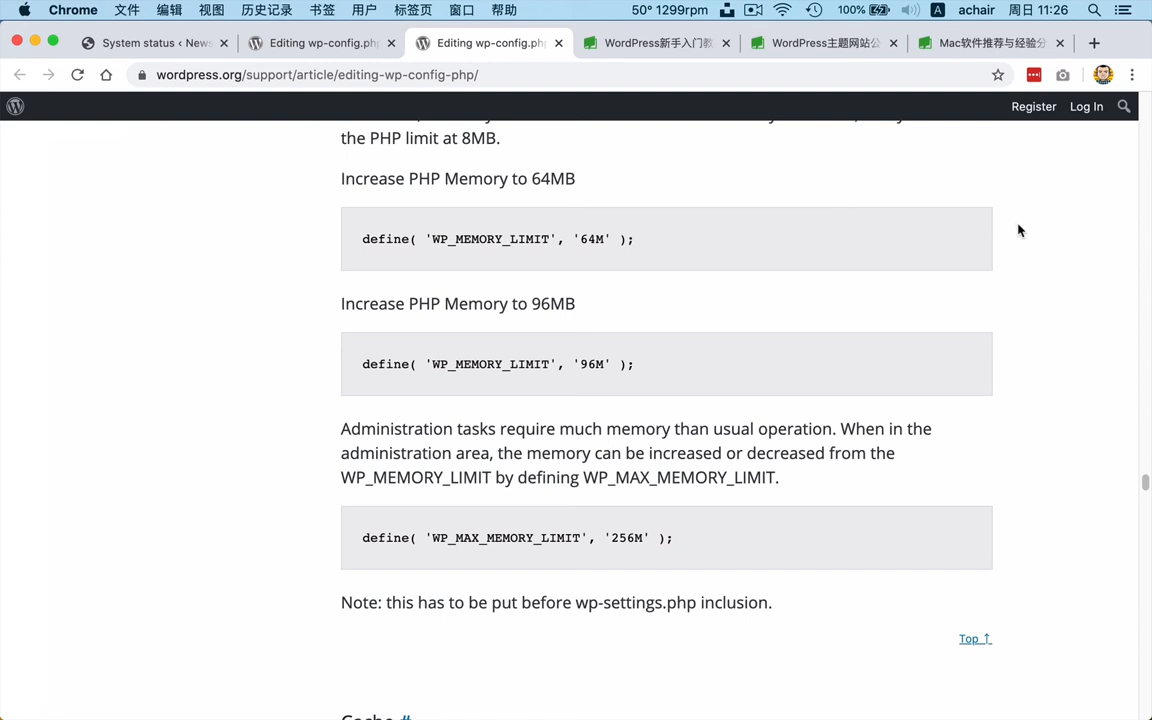 Chrome 文件 编辑 视图 历史记录 书签 用户 标签页 窗口 帮助 50° 1299rpm 100% A achair 周日 11:26
System status ‹ News Editing wp-config.php Editing wp-config.php WordPress新手入门教 WordPress主题网站公 Mac软件推荐与经验分
wordpress.org/support/article/editing-wp-config-php/
Register Log In
the PHP limit at 8MB.
Increase PHP Memory to 64MB
define( 'WP_MEMORY_LIMIT', '64M' );
Increase PHP Memory to 96MB
define( 'WP_MEMORY_LIMIT', '96M' );
Administration tasks require much memory than usual operation. When in the
administration area, the memory can be increased or decreased from the
WP_MEMORY_LIMIT by defining WP_MAX_MEMORY_LIMIT.
define( 'WP_MAX_MEMORY_LIMIT', '256M' );
Note: this has to be put before wp-settings.php inclusion.
Top ↑